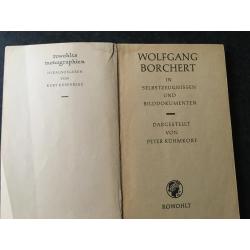 rowohlts
monographien
HERAUSGEGEBEN
VON
KURT KUSENBERG
WOLFGANG
BORCHERT
IN
SELBSTZEUGNISSEN
UND
BILDDOKUMENTEN
DARGESTELLT
VON
PETER RÜHMKORF
ROWOHLT